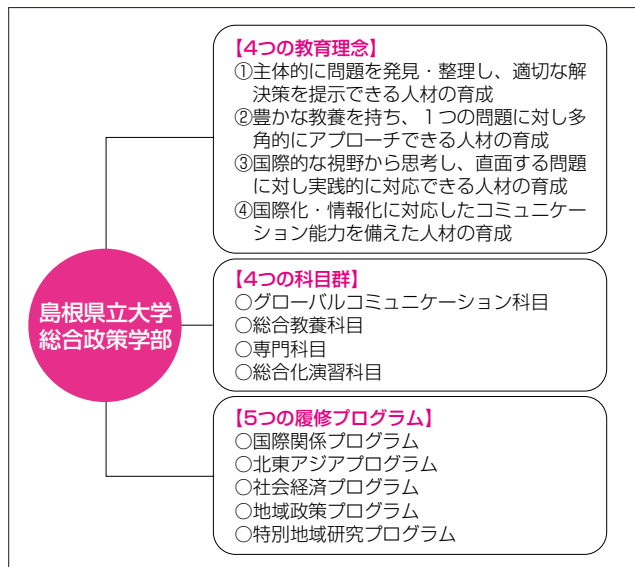 島根県立大学
総合政策学部
【4つの教育理念】
①主体的に問題を発見・整理し、適切な解
決策を提示できる人材の育成
②豊かな教養を持ち、１つの問題に対し多
角的にアプローチできる人材の育成
③国際的な視野から思考し、直面する問題
に対し実践的に対応できる人材の育成
④国際化・情報化に対応したコミュニケー
ション能力を備えた人材の育成
【4つの科目群】
○グローバルコミュニケーション科目
○総合教養科目
○専門科目
○総合化演習科目
【5つの履修プログラム】
○国際関係プログラム
○北東アジアプログラム
○社会経済プログラム
○地域政策プログラム
○特別地域研究プログラム